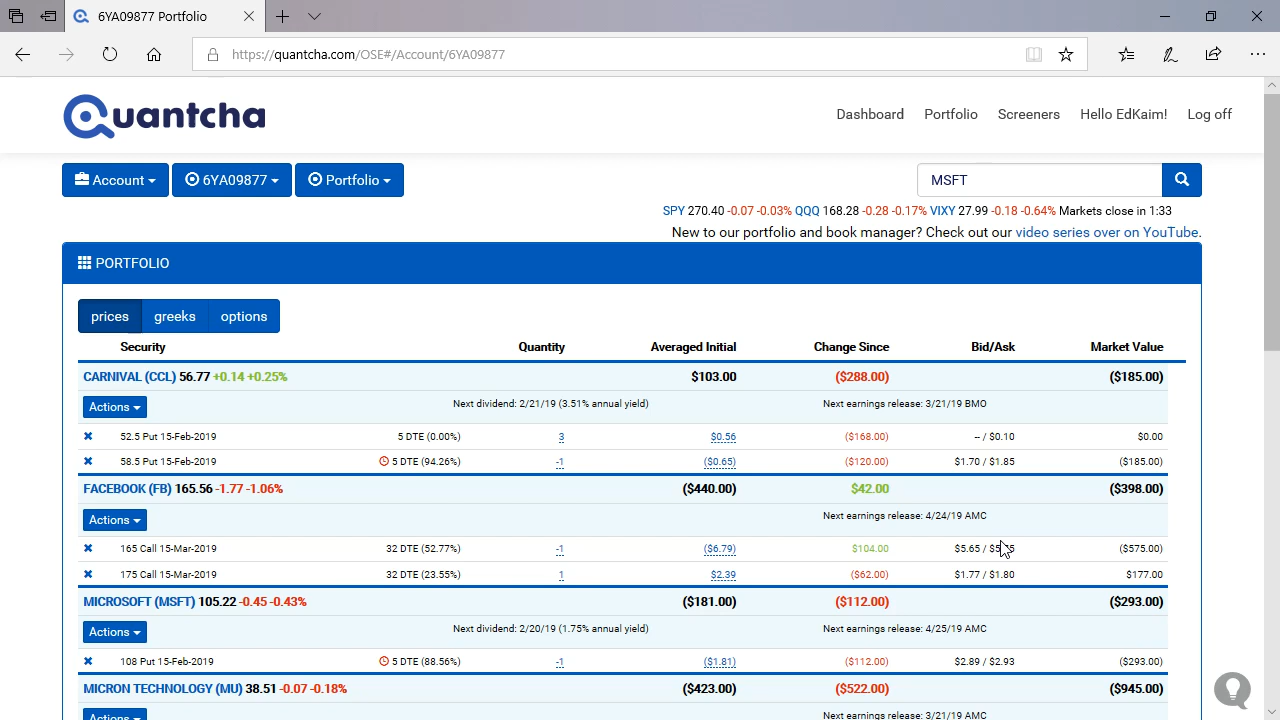 6YA09877 Portfolio
https://quantcha.com/OSE#/Account/6YA09877
Quantcha
Dashboard Portfolio Screeners Hello EdKaim! Log off
Account 6YA09877 Portfolio MSFT
SPY 270.40 -0.07 -0.03% QQQ 168.28 -0.28 -0.17% VIXY 27.99 -0.18 -0.64% Markets close in 1:33
New to our portfolio and book manager? Check out our video series over on YouTube.
PORTFOLIO
prices greeks options
Security Quantity Averaged Initial Change Since Bid/Ask Market Value
CARNIVAL (CCL) 56.77 +0.14 +0.25% $103.00 ($288.00) ($185.00)
Actions Next dividend: 2/21/19 (3.51% annual yield) Next earnings release: 3/21/19 BMO
52.5 Put 15-Feb-2019 5 DTE (0.00%) 3 $0.56 ($168.00) -- / $0.10 $0.00
58.5 Put 15-Feb-2019 5 DTE (94.26%) -1 ($0.65) ($120.00) $1.70 / $1.85 ($185.00)
FACEBOOK (FB) 165.56 -1.77 -1.06% ($440.00) $42.00 ($398.00)
Actions Next earnings release: 4/24/19 AMC
165 Call 15-Mar-2019 32 DTE (52.77%) -1 ($6.79) $104.00 $5.65 / ($575.00)
175 Call 15-Mar-2019 32 DTE (23.55%) 1 $2.39 ($62.00) $1.77 / $1.80 $177.00
MICROSOFT (MSFT) 105.22 -0.45 -0.43% ($181.00) ($112.00) ($293.00)
Actions Next dividend: 2/20/19 (1.75% annual yield) Next earnings release: 4/25/19 AMC
108 Put 15-Feb-2019 5 DTE (88.56%) -1 ($1.81) ($112.00) $2.89 / $2.93 ($293.00)
MICRON TECHNOLOGY (MU) 38.51 -0.07 -0.18% ($423.00) ($522.00) ($945.00)
Actions Next earnings release: 3/21/19 AMC